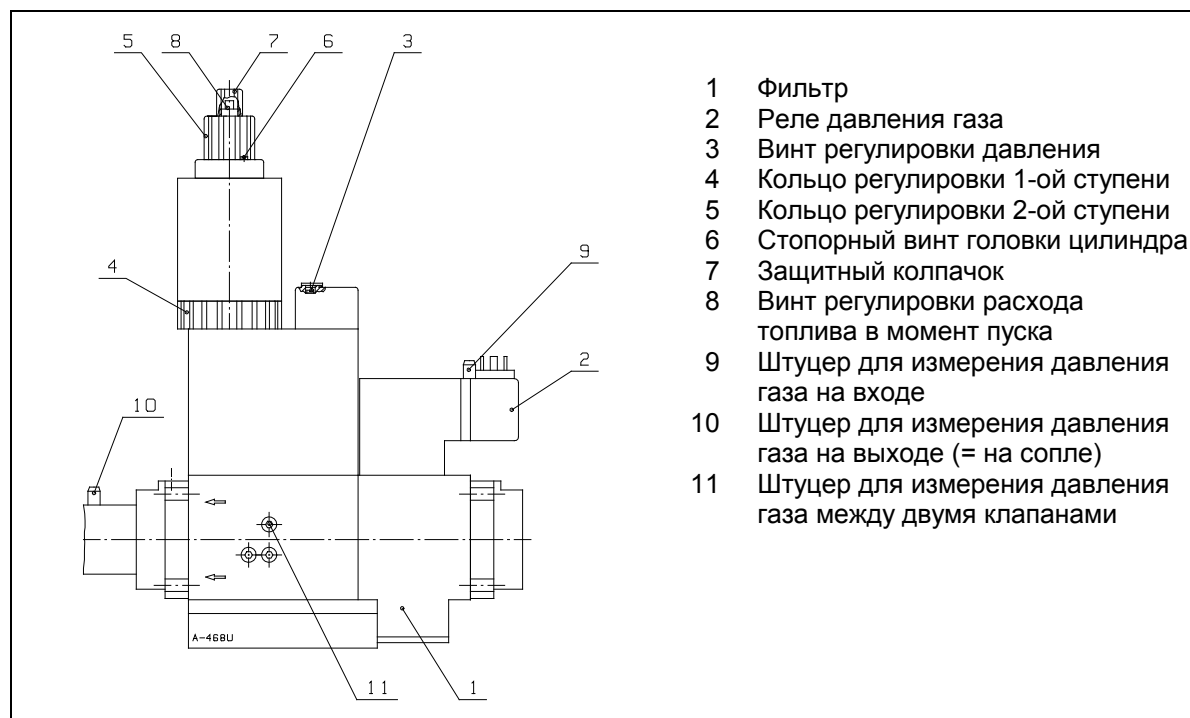 5 8 7 6 3
4
9
2
10
11 1
A-468U
1 Фильтр
2 Реле давления газа
3 Винт регулировки давления
4 Кольцо регулировки 1-ой ступени
5 Кольцо регулировки 2-ой ступени
6 Стопорный винт головки цилиндра
7 Защитный колпачок
8 Винт регулировки расхода
топлива в момент пуска
9 Штуцер для измерения давления
газа на входе
10 Штуцер для измерения давления
газа на выходе (= на сопле)
11 Штуцер для измерения давления
газа между двумя клапанами